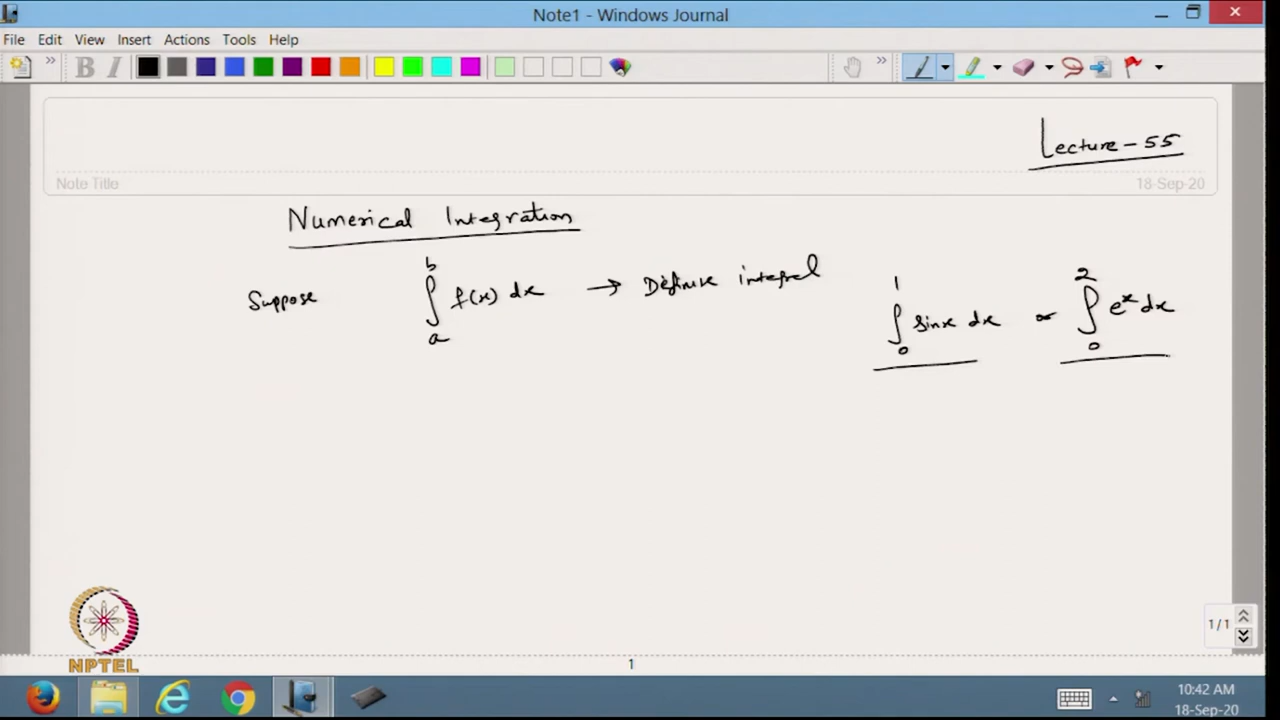 Note1 - Windows Journal
File Edit View Insert Actions Tools Help
B I
Lecture - 55
Note Title
18-Sep-20
Numerical Integration
Suppose ∫_a^b f(x) dx → Definite integral ∫_0^1 sinx dx or ∫_0^2 e^x dx
NPTEL
1/1
1
10:42 AM
18-Sep-20